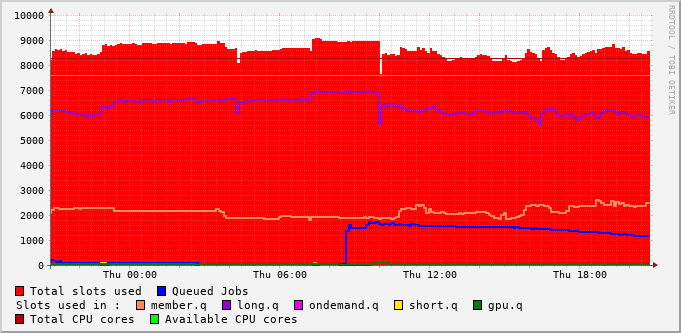 10000
9000
8000
7000
6000
5000
4000
3000
2000
1000
0
Thu 00:00 Thu 06:00 Thu 12:00 Thu 18:00
RRDTOOL / TOBI OETIKER
Total slots used Queued Jobs
Slots used in : member.q long.q ondemand.q short.q gpu.q
Total CPU cores Available CPU cores